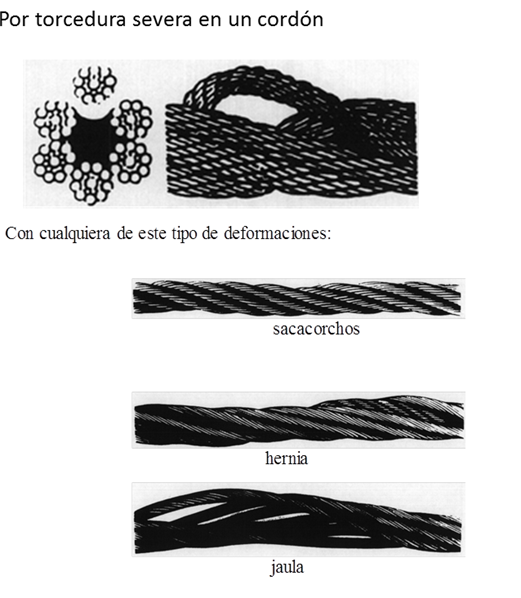 Por torcedura severa en un cordón
Con cualquiera de este tipo de deformaciones:
sacacorchos
hernia
jaula